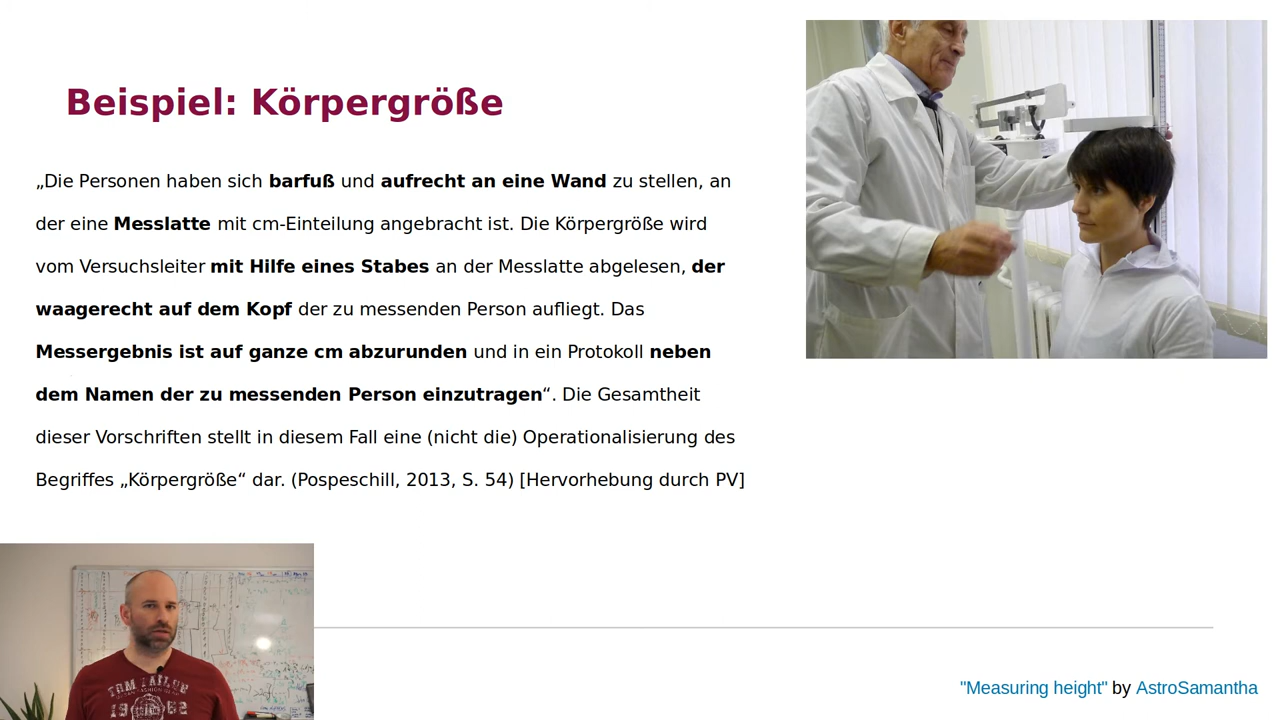 Beispiel: Körpergröße
„Die Personen haben sich barfuß und aufrecht an eine Wand zu stellen, an
der eine Messlatte mit cm-Einteilung angebracht ist. Die Körpergröße wird
vom Versuchsleiter mit Hilfe eines Stabes an der Messlatte abgelesen, der
waagerecht auf dem Kopf der zu messenden Person aufliegt. Das
Messergebnis ist auf ganze cm abzurunden und in ein Protokoll neben
dem Namen der zu messenden Person einzutragen“. Die Gesamtheit
dieser Vorschriften stellt in diesem Fall eine (nicht die) Operationalisierung des
Begriffes „Körpergröße“ dar. (Pospeschill, 2013, S. 54) [Hervorhebung durch PV]
TOM TAILOR
1962
"Measuring height" by AstroSamantha